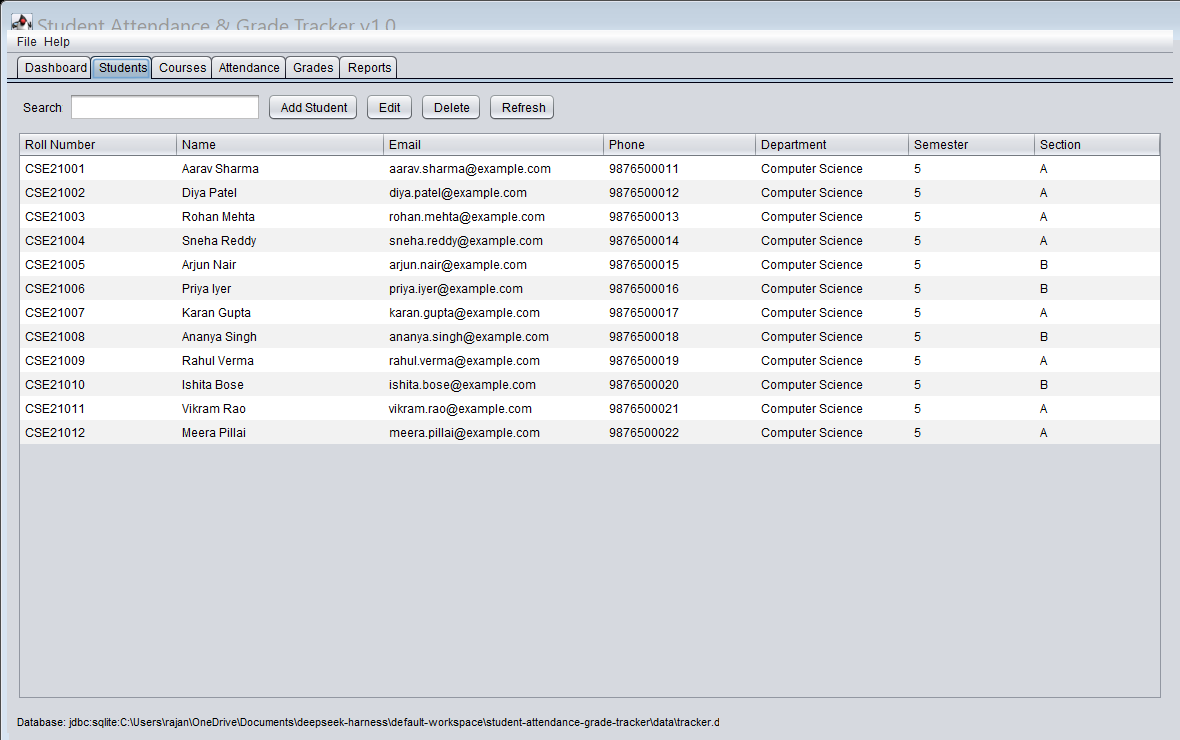 Student Attendance & Grade Tracker v1.0
File Help
Dashboard Students Courses Attendance Grades Reports
Search Add Student Edit Delete Refresh
Roll Number Name Email Phone Department Semester Section
CSE21001 Aarav Sharma aarav.sharma@example.com 9876500011 Computer Science 5 A
CSE21002 Diya Patel diya.patel@example.com 9876500012 Computer Science 5 A
CSE21003 Rohan Mehta rohan.mehta@example.com 9876500013 Computer Science 5 A
CSE21004 Sneha Reddy sneha.reddy@example.com 9876500014 Computer Science 5 A
CSE21005 Arjun Nair arjun.nair@example.com 9876500015 Computer Science 5 B
CSE21006 Priya Iyer priya.iyer@example.com 9876500016 Computer Science 5 B
CSE21007 Karan Gupta karan.gupta@example.com 9876500017 Computer Science 5 A
CSE21008 Ananya Singh ananya.singh@example.com 9876500018 Computer Science 5 B
CSE21009 Rahul Verma rahul.verma@example.com 9876500019 Computer Science 5 A
CSE21010 Ishita Bose ishita.bose@example.com 9876500020 Computer Science 5 B
CSE21011 Vikram Rao vikram.rao@example.com 9876500021 Computer Science 5 A
CSE21012 Meera Pillai meera.pillai@example.com 9876500022 Computer Science 5 A
Database: jdbc:sqlite:C:\Users\rajan\OneDrive\Documents\deepseek-harness\default-workspace\student-attendance-grade-tracker\data\tracker.d